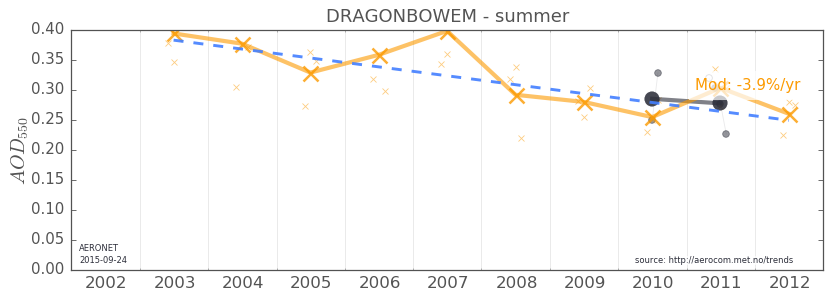 DRAGONBOWEM - summer
0.40
0.35
0.30
0.25
0.20
0.15
0.10
0.05
0.00
AOD550
Mod: -3.9%/yr
AERONET
2015-09-24
source: http://aerocom.met.no/trends
2002 2003 2004 2005 2006 2007 2008 2009 2010 2011 2012